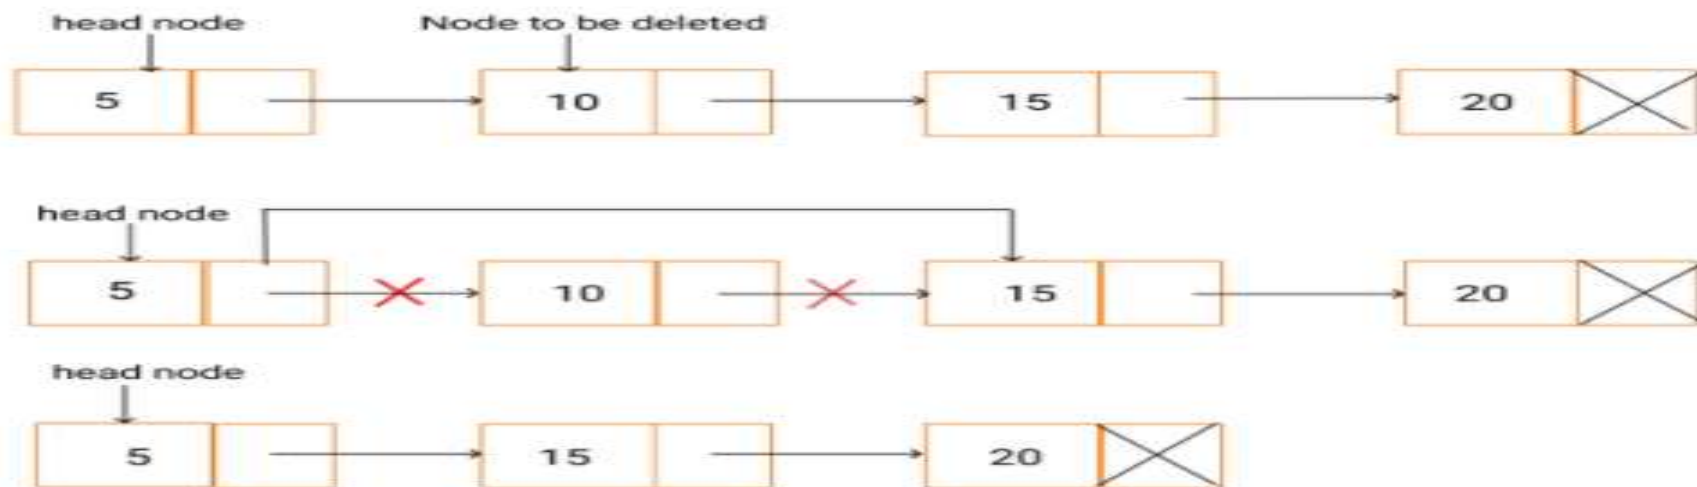 head node Node to be deleted
5 10 15 20
head node
5 10 15 20
head node
5 15 20